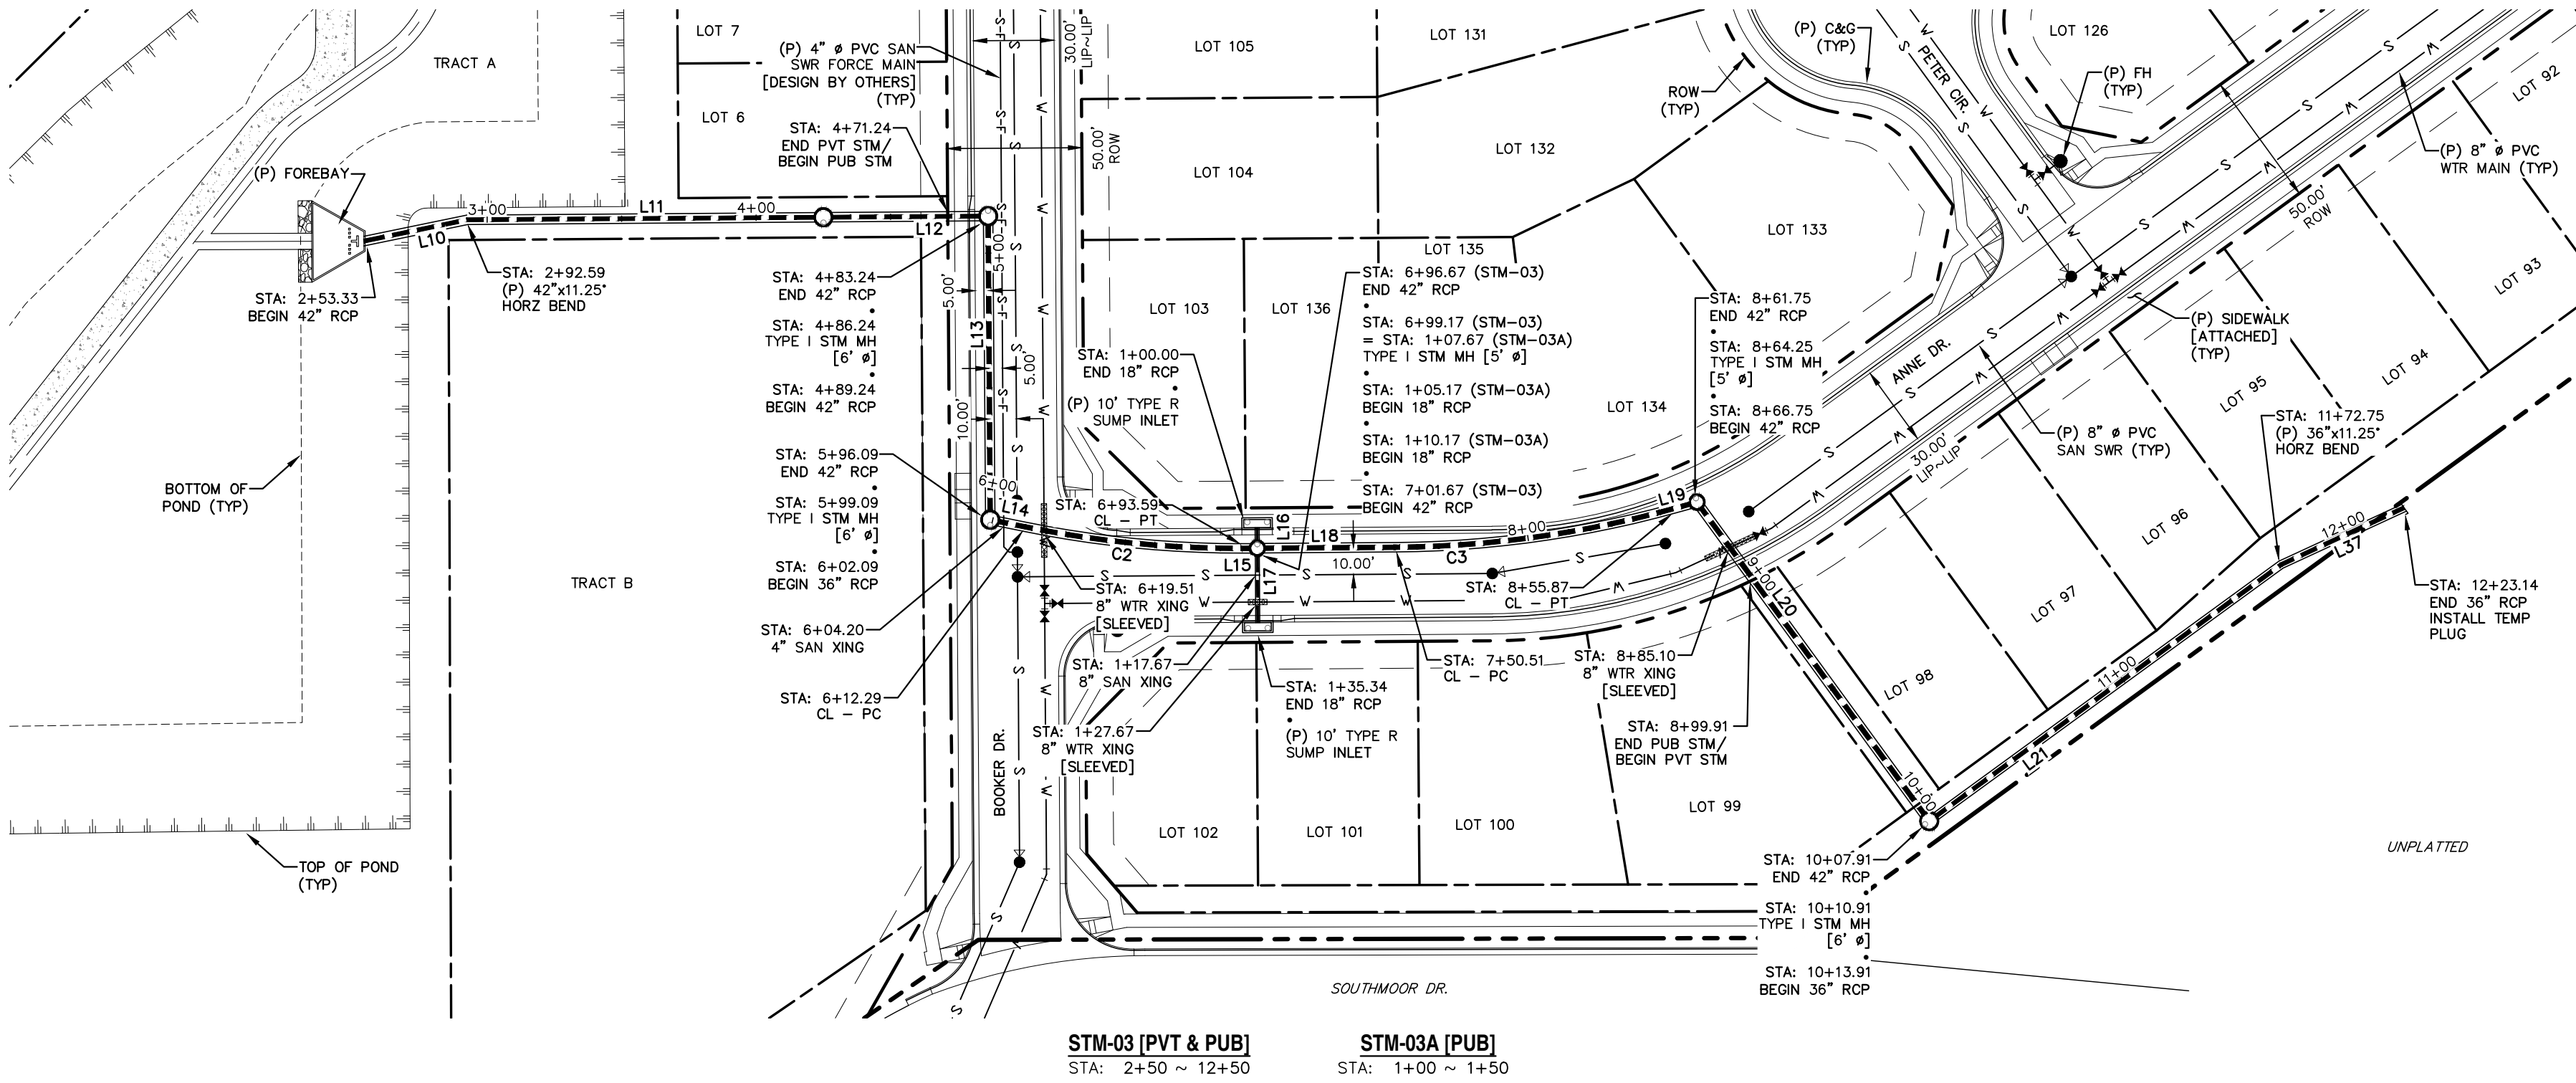 LOT 7
TRACT A
LOT 6
(P) 4" ø PVC SAN
SWR FORCE MAIN
[DESIGN BY OTHERS]
(TYP)
STA: 4+71.24
END PVT STM/
BEGIN PUB STM
30.00'
LIP~LIP
50.00'
ROW
LOT 105
LOT 131
LOT 104
LOT 132
ROW
(TYP)
(P) C&G
(TYP)
PETER CIR.
LOT 126
(P) FH
(TYP)
LOT 92
(P) 8" ø PVC
WTR MAIN (TYP)
50.00'
ROW
(P) FOREBAY
3+00
L11
4+00
L10
L12
STA: 2+53.33
BEGIN 42" RCP
STA: 2+92.59
(P) 42"x11.25°
HORZ BEND
STA: 4+83.24
END 42" RCP
•
STA: 4+86.24
TYPE I STM MH
[6' ø]
•
STA: 4+89.24
BEGIN 42" RCP
5+00
5.00'
L13
5.00'
10.00'
LOT 103
LOT 136
LOT 135
LOT 133
LOT 134
STA: 6+96.67 (STM-03)
END 42" RCP
•
STA: 6+99.17 (STM-03)
= STA: 1+07.67 (STM-03A)
TYPE I STM MH [5' ø]
•
STA: 1+05.17 (STM-03A)
BEGIN 18" RCP
•
STA: 1+10.17 (STM-03A)
BEGIN 18" RCP
•
STA: 7+01.67 (STM-03)
BEGIN 42" RCP
STA: 1+00.00
END 18" RCP
•
(P) 10' TYPE R
SUMP INLET
STA: 8+61.75
END 42" RCP
•
STA: 8+64.25
TYPE I STM MH
[5' ø]
•
STA: 8+66.75
BEGIN 42" RCP
ANNE DR.
(P) SIDEWALK
[ATTACHED]
(TYP)
LOT 93
LOT 94
LOT 95
30.00'
LIP~LIP
(P) 8" ø PVC
SAN SWR (TYP)
STA: 11+72.75
(P) 36"x11.25°
HORZ BEND
BOTTOM OF
POND (TYP)
TRACT B
STA: 5+96.09
END 42" RCP
•
STA: 5+99.09
TYPE I STM MH
[6' ø]
•
STA: 6+02.09
BEGIN 36" RCP
6+00
L14
STA: 6+93.59
CL - PT
L16
C2
L15
L17
L18
10.00'
8+00
C3
L19
STA: 6+04.20
4" SAN XING
STA: 6+12.29
CL - PC
STA: 6+19.51
8" WTR XING
[SLEEVED]
STA: 1+17.67
8" SAN XING
STA: 1+27.67
8" WTR XING
[SLEEVED]
STA: 1+35.34
END 18" RCP
•
(P) 10' TYPE R
SUMP INLET
STA: 7+50.51
CL - PC
STA: 8+55.87
CL - PT
STA: 8+85.10
8" WTR XING
[SLEEVED]
STA: 8+99.91
END PUB STM/
BEGIN PVT STM
9+00
L20
LOT 96
LOT 97
LOT 98
12+00
L37
STA: 12+23.14
END 36" RCP
INSTALL TEMP
PLUG
11+00
L21
10+00
BOOKER DR.
LOT 102
LOT 101
LOT 100
LOT 99
TOP OF POND
(TYP)
UNPLATTED
STA: 10+07.91
END 42" RCP
•
STA: 10+10.91
TYPE I STM MH
[6' ø]
•
STA: 10+13.91
BEGIN 36" RCP
SOUTHMOOR DR.
STM-03 [PVT & PUB]
STA: 2+50 ~ 12+50
STM-03A [PUB]
STA: 1+00 ~ 1+50